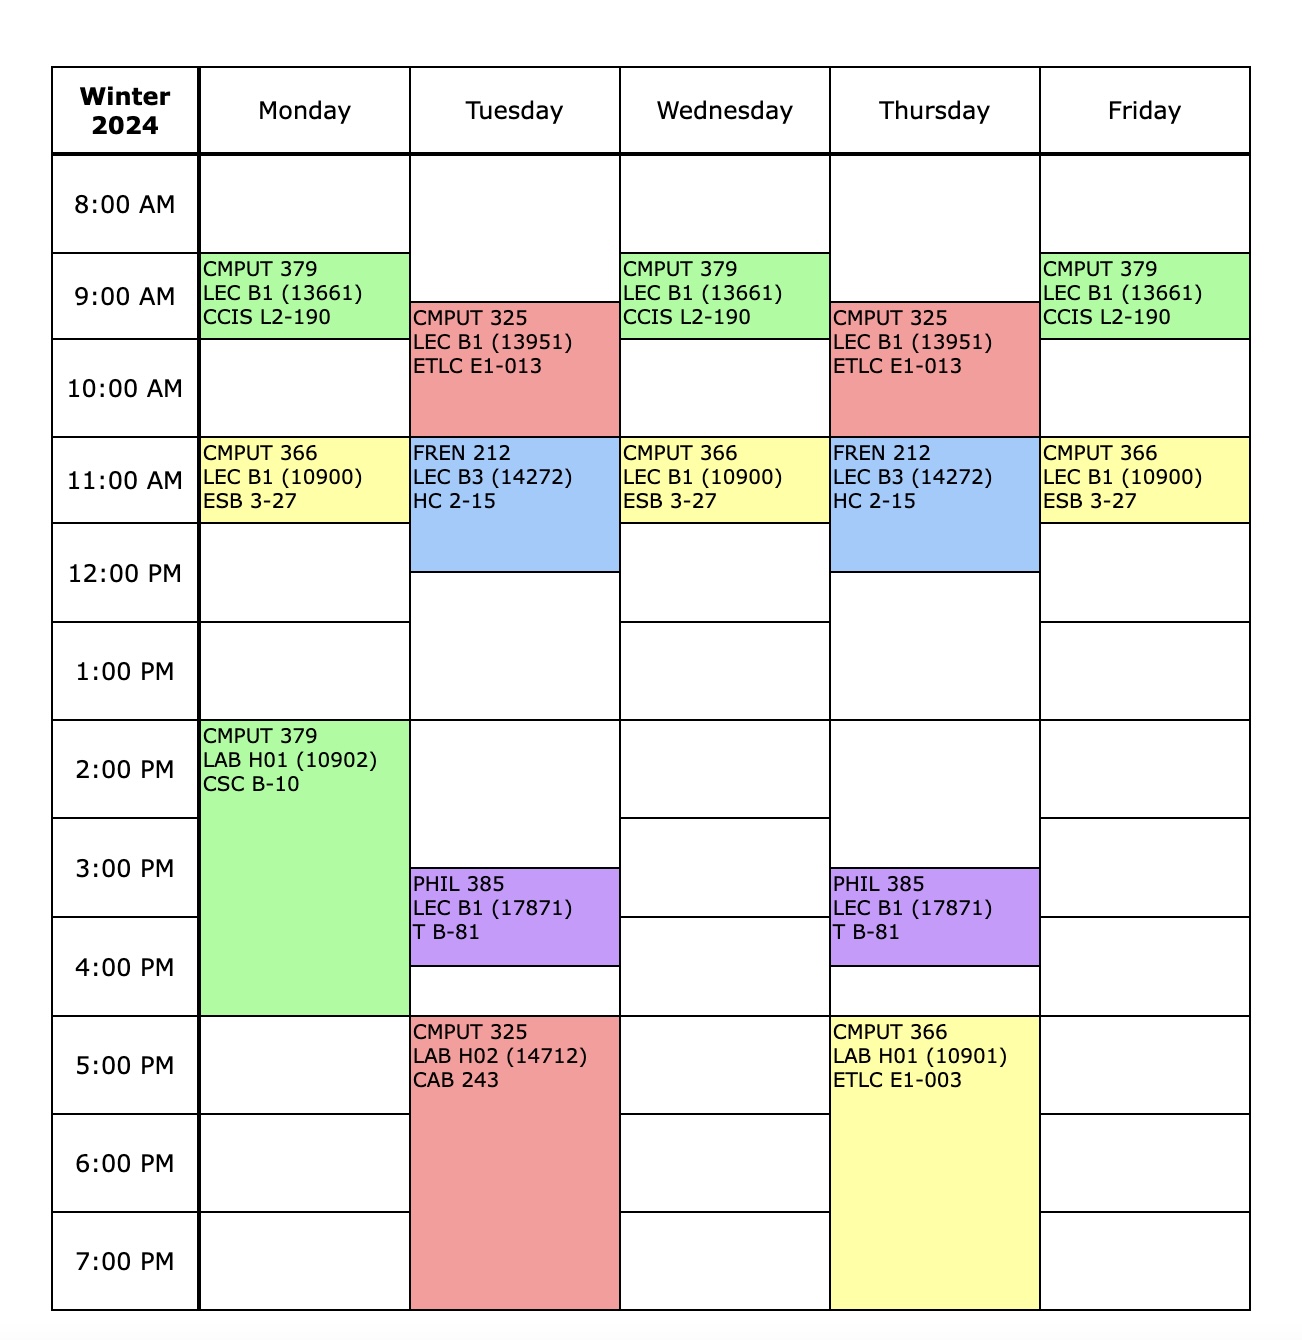 Winter
2024
Monday
Tuesday
Wednesday
Thursday
Friday
8:00 AM
9:00 AM
CMPUT 379
LEC B1 (13661)
CCIS L2-190
CMPUT 325
LEC B1 (13951)
ETLC E1-013
CMPUT 379
LEC B1 (13661)
CCIS L2-190
CMPUT 325
LEC B1 (13951)
ETLC E1-013
CMPUT 379
LEC B1 (13661)
CCIS L2-190
10:00 AM
11:00 AM
CMPUT 366
LEC B1 (10900)
ESB 3-27
FREN 212
LEC B3 (14272)
HC 2-15
CMPUT 366
LEC B1 (10900)
ESB 3-27
FREN 212
LEC B3 (14272)
HC 2-15
CMPUT 366
LEC B1 (10900)
ESB 3-27
12:00 PM
1:00 PM
2:00 PM
CMPUT 379
LAB H01 (10902)
CSC B-10
3:00 PM
PHIL 385
LEC B1 (17871)
T B-81
PHIL 385
LEC B1 (17871)
T B-81
4:00 PM
5:00 PM
CMPUT 325
LAB H02 (14712)
CAB 243
CMPUT 366
LAB H01 (10901)
ETLC E1-003
6:00 PM
7:00 PM